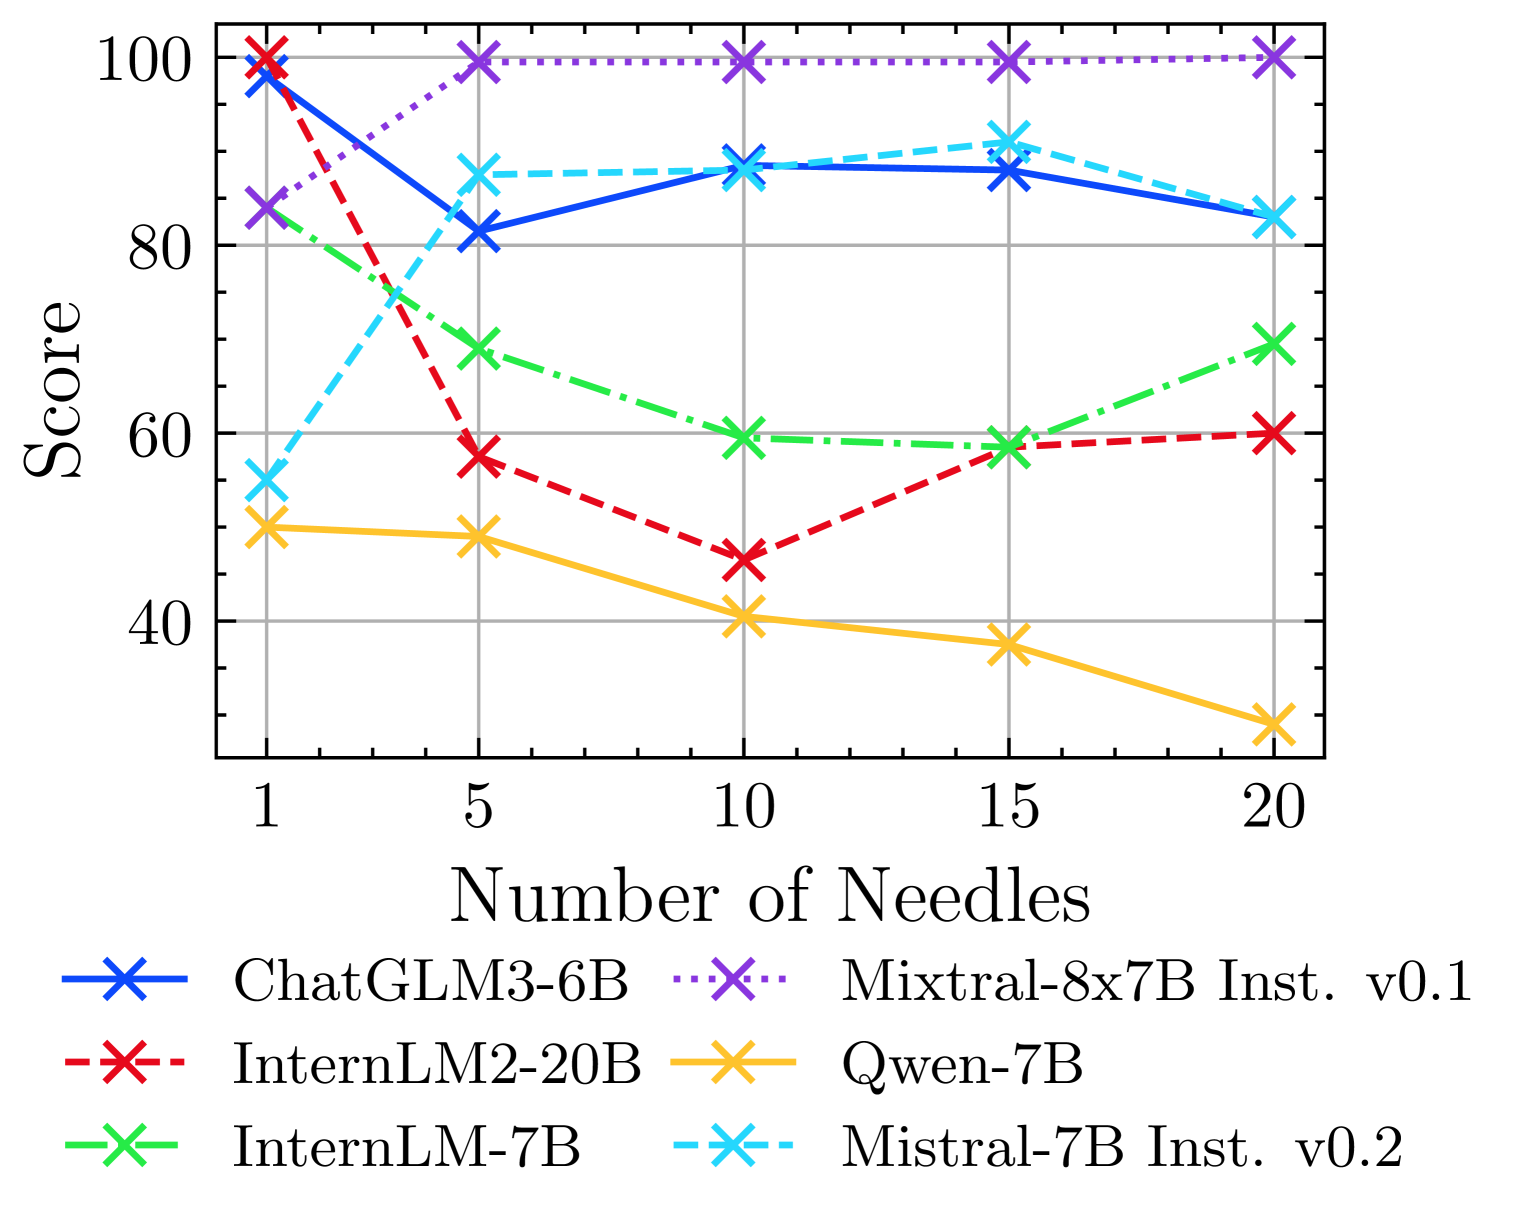 100
80
60
40
Score
1 5 10 15 20
Number of Needles
ChatGLM3-6B
InternLM2-20B
InternLM-7B
Mixtral-8x7B Inst. v0.1
Qwen-7B
Mistral-7B Inst. v0.2